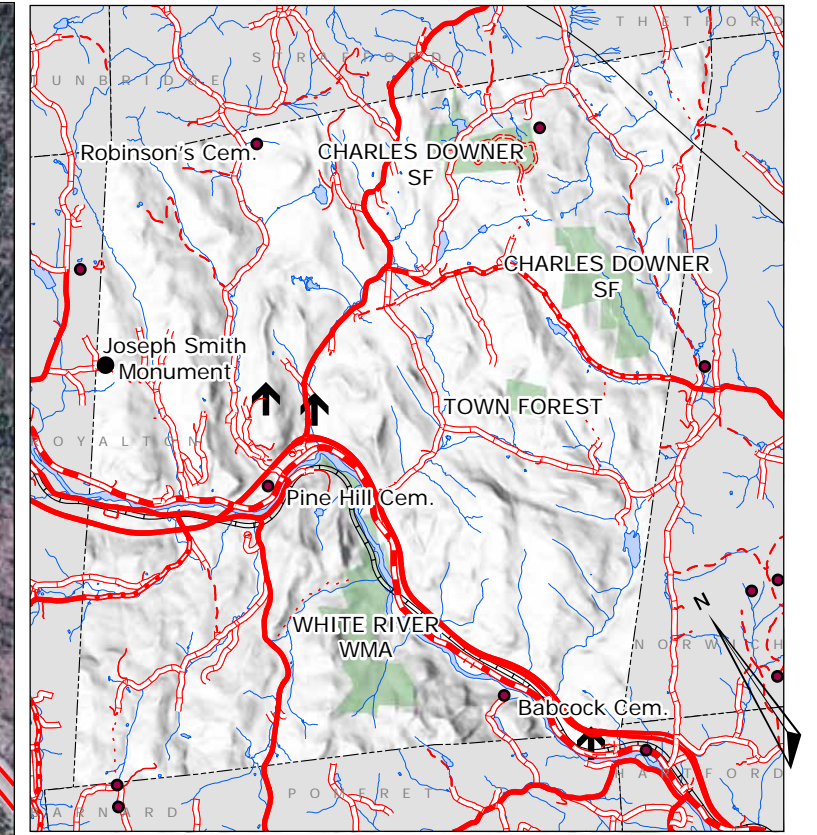 THETFORD
STRAFFORD
TUNBRIDGE
Robinson's Cem.
CHARLES DOWNER
SF
CHARLES DOWNER
SF
Joseph Smith
Monument
TOWN FOREST
ROYALTON
Pine Hill Cem.
N
WHITE RIVER
WMA
NORWICH
Babcock Cem.
HARTFORD
POMFRET
BARNARD